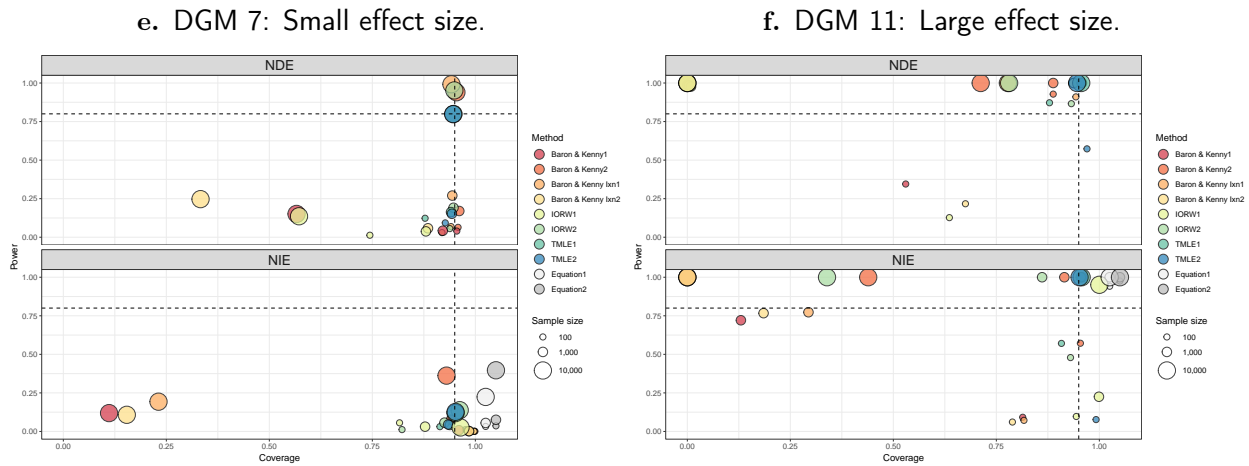 e. DGM 7: Small effect size.
NDE
1.00
0.75
0.50
0.25
0.00
NIE
1.00
0.75
0.50
0.25
0.00
0.00 0.25 0.50 0.75 1.00
Coverage
Power
Method
Baron & Kenny1
Baron & Kenny2
Baron & Kenny Ixn1
Baron & Kenny Ixn2
IORW1
IORW2
TMLE1
TMLE2
Equation1
Equation2
Sample size
100
1,000
10,000
f. DGM 11: Large effect size.
NDE
1.00
0.75
0.50
0.25
0.00
NIE
1.00
0.75
0.50
0.25
0.00
0.00 0.25 0.50 0.75 1.00
Coverage
Power
Method
Baron & Kenny1
Baron & Kenny2
Baron & Kenny Ixn1
Baron & Kenny Ixn2
IORW1
IORW2
TMLE1
TMLE2
Equation1
Equation2
Sample size
100
1,000
10,000